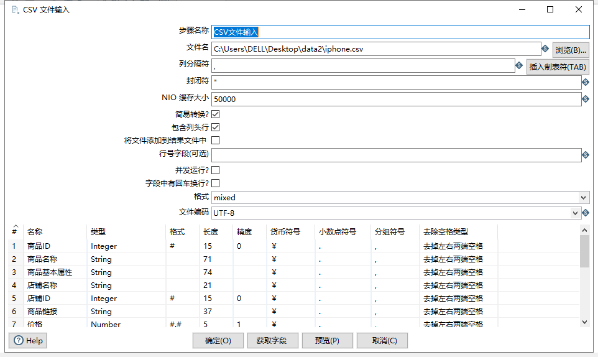 CSV 文件输入
步骤名称 CSV文件输入
文件名 C:\Users\DELL\Desktop\data2\iphone.csv 浏览(B)...
列分隔符 , 插入制表符(TAB)
封闭符 "
NIO 缓存大小 50000
简易转换?
包含列头行
将文件添加到结果文件中
行号字段(可选)
并发运行?
字段中有回车换行?
格式 mixed
文件编码 UTF-8
# 名称 类型 格式 长度 精度 货币符号 小数点符号 分组符号 去除空格类型
1 商品ID Integer # 15 0 ¥ . , 去掉左右两端空格
2 商品名称 String 71 ¥ . , 去掉左右两端空格
3 商品基本属性 String 74 ¥ . , 去掉左右两端空格
4 店铺名称 String 21 ¥ . , 去掉左右两端空格
5 店铺ID Integer # 15 0 ¥ . , 去掉左右两端空格
6 商品链接 String 37 ¥ . , 去掉左右两端空格
7 价格 Number #.# 5 1 ¥ . , 去掉左右两端空格
Help 确定(O) 获取字段 预览(P) 取消(C)